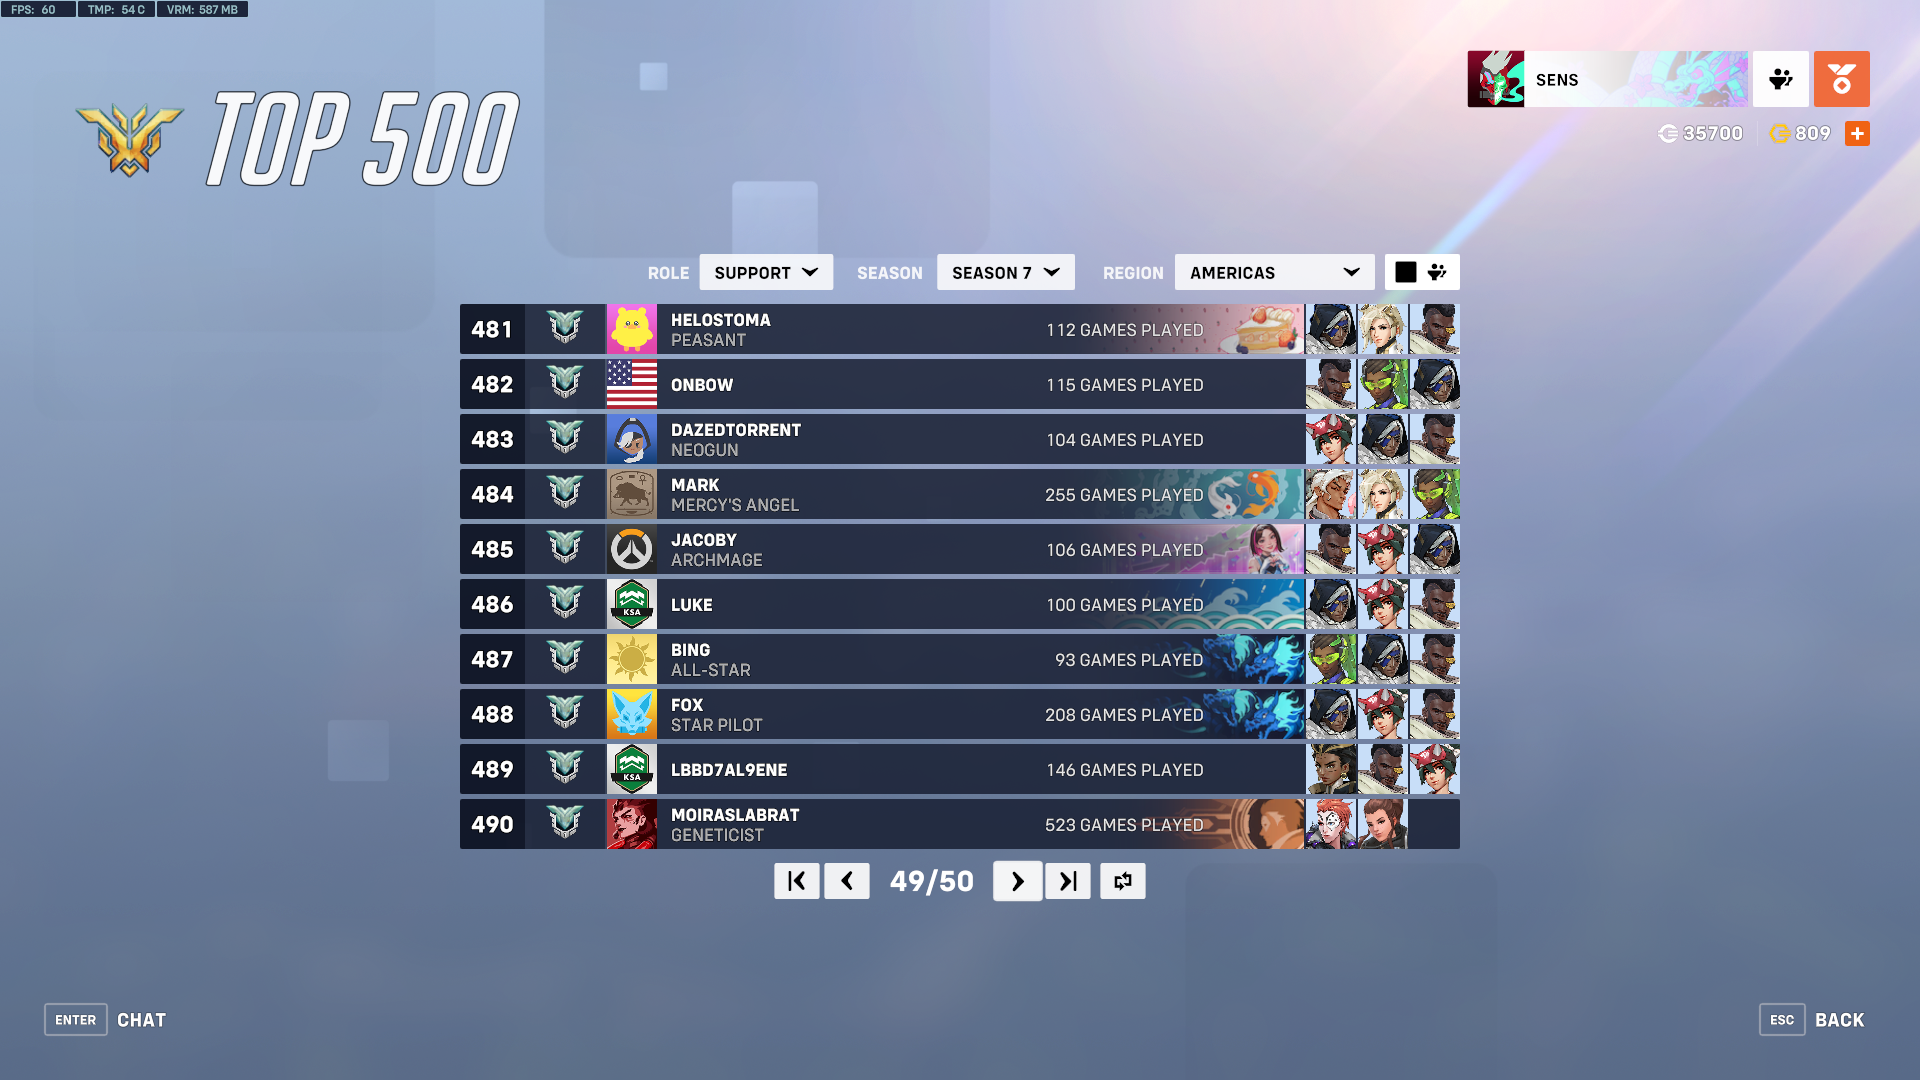 FPS: 60 TMP: 54 C VRM: 587 MB
TOP 500
SENS
35700 809
ROLE SUPPORT SEASON SEASON 7 REGION AMERICAS
481 HELOSTOMA 112 GAMES PLAYED
PEASANT
482 ONBOW 115 GAMES PLAYED
483 DAZEDTORRENT 104 GAMES PLAYED
NEOGUN
484 MARK 255 GAMES PLAYED
MERCY'S ANGEL
485 JACOBY 106 GAMES PLAYED
ARCHMAGE
486 KSA LUKE 100 GAMES PLAYED
487 BING 93 GAMES PLAYED
ALL-STAR
488 FOX 208 GAMES PLAYED
STAR PILOT
489 KSA LBBD7AL9ENE 146 GAMES PLAYED
490 MOIRASLABRAT 523 GAMES PLAYED
GENETICIST
49/50
ENTER CHAT
ESC BACK